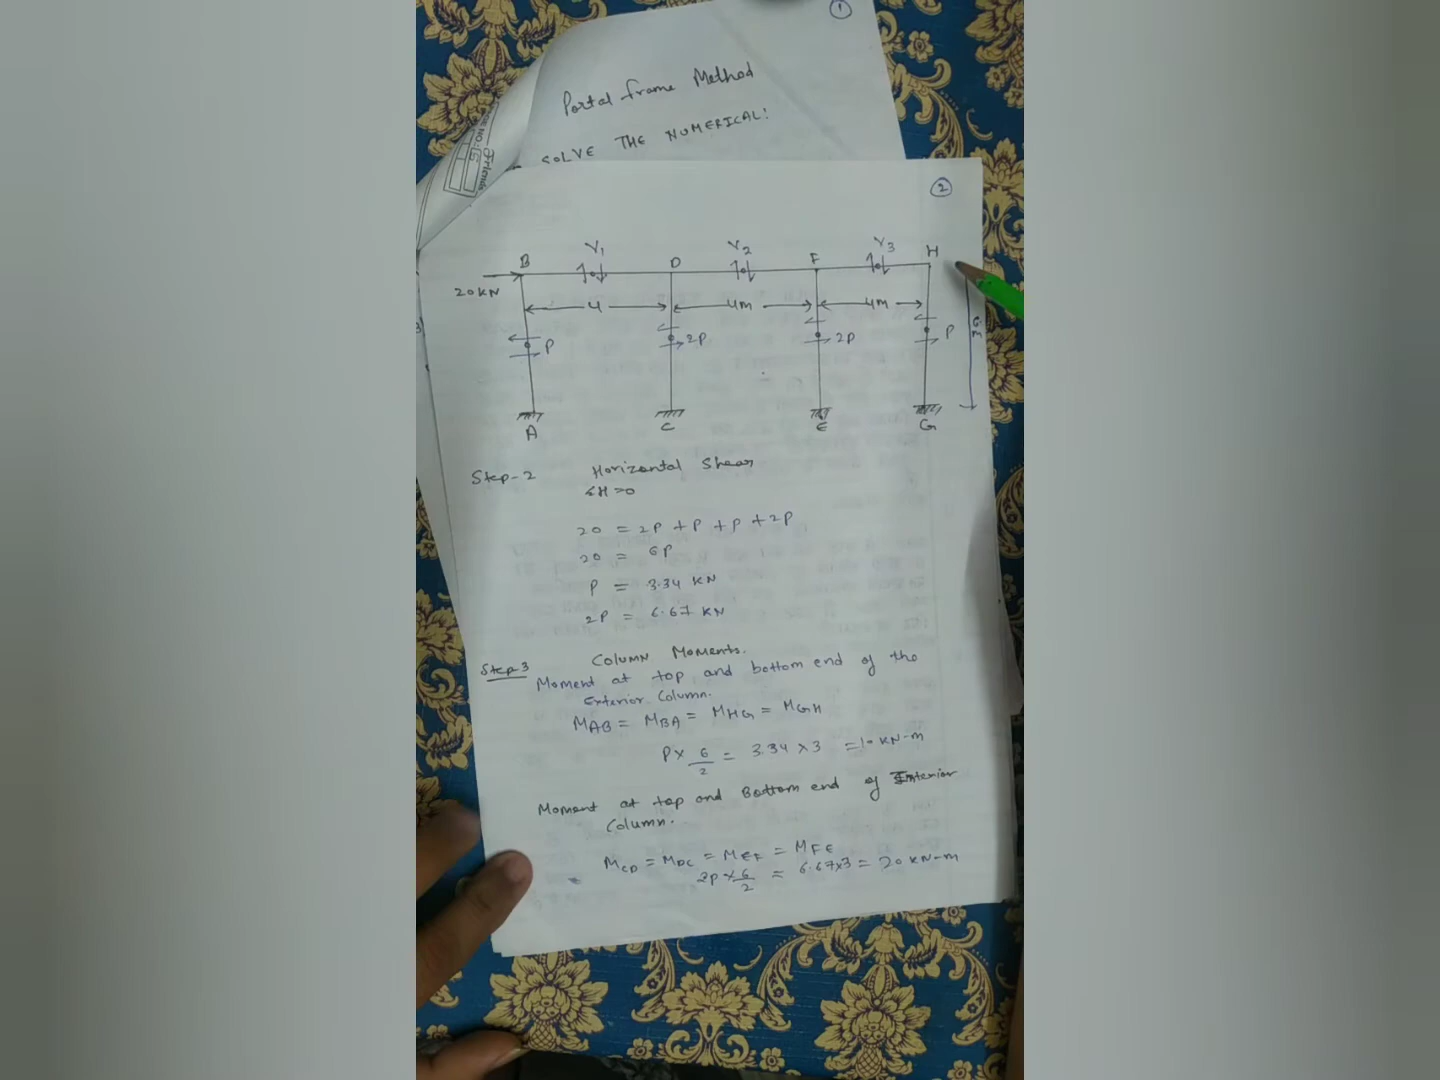 1
Portal frame Method
SOLVE THE NUMERICAL:
Friends
2
V1 V2 V3
B D F H
20KN
4 4m 4m
P 2P 2P P
6m
A C E G
Step-2 Horizontal Shear
20 = 2P + P + P + 2P
20 = 6P
P = 3.34 KN
2P = 6.67 KN
Step 3 COLUMN MOMENTS.
Moment at top and bottom end of the
Exterior Column.
MAB = MBA = MHG = MGH
P× 6/2 = 3.34 × 3 = 10 KN-m
Moment at top and Bottom end of Interior
Column.
MCD = MDC = MEF = MFE
2P × 6/2 = 6.67×3 = 20 KN-m